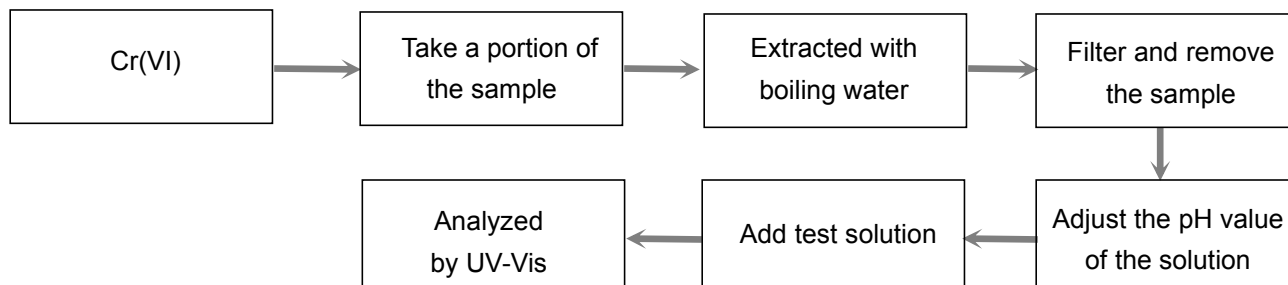 Cr(VI)
Take a portion of
the sample
Extracted with
boiling water
Filter and remove
the sample
Adjust the pH value
of the solution
Add test solution
Analyzed
by UV-Vis